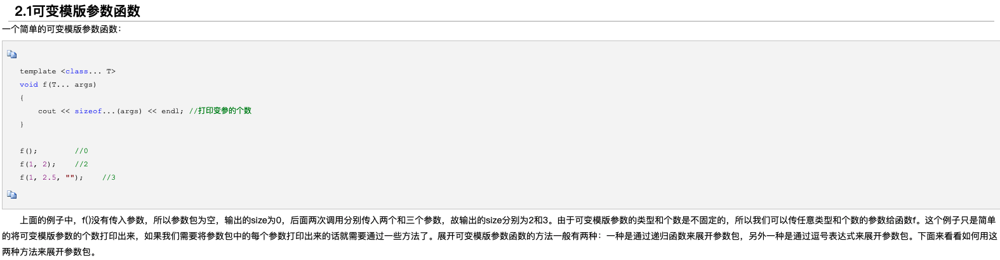 2.1可变模版参数函数
一个简单的可变模版参数函数：
template <class... T>
void f(T... args)
{
    cout << sizeof...(args) << endl; //打印变参的个数
}
f();        //0
f(1, 2);    //2
f(1, 2.5, "");    //3
上面的例子中，f()没有传入参数，所以参数包为空，输出的size为0，后面两次调用分别传入两个和三个参数，故输出的size分别为2和3。由于可变模版参数的类型和个数是不固定的，所以我们可以传任意类型和个数的参数给函数f。这个例子只是简单
的将可变模版参数的个数打印出来，如果我们需要将参数包中的每个参数打印出来的话就需要通过一些方法了。展开可变模版参数函数的方法一般有两种：一种是通过递归函数来展开参数包，另外一种是通过逗号表达式来展开参数包。下面来看看如何用这
两种方法来展开参数包。